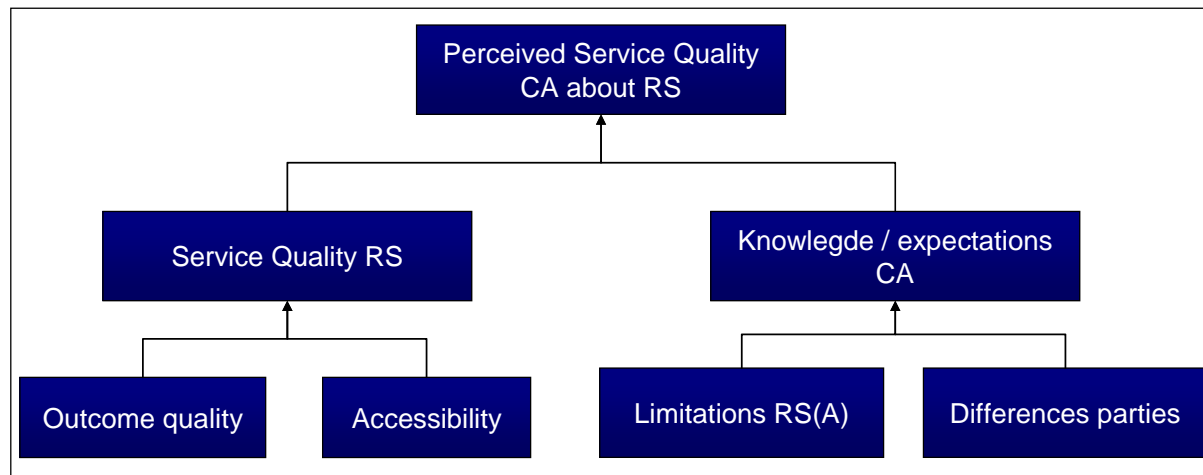 Perceived Service Quality
CA about RS
Service Quality RS
Knowlegde / expectations
CA
Outcome quality
Accessibility
Limitations RS(A)
Differences parties